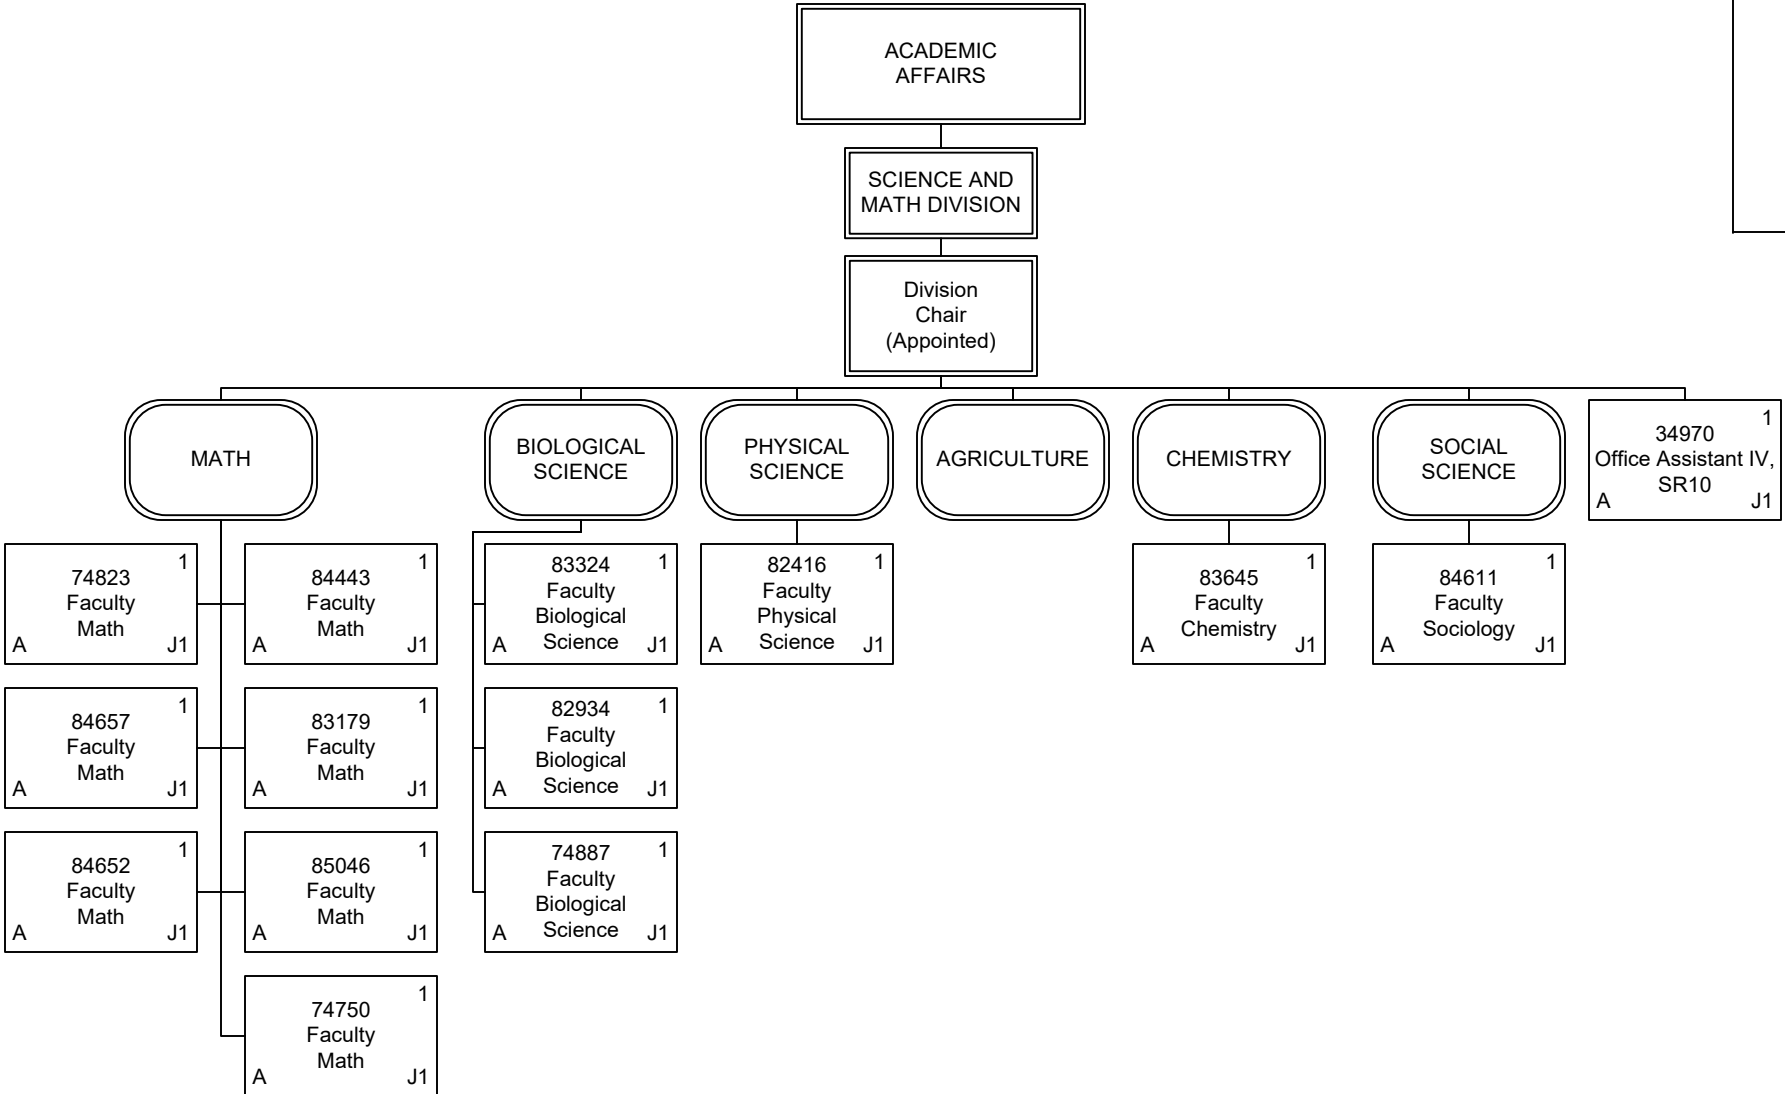 ACADEMIC
AFFAIRS
SCIENCE AND
MATH DIVISION
Division
Chair
(Appointed)
MATH
BIOLOGICAL
SCIENCE
PHYSICAL
SCIENCE
AGRICULTURE
CHEMISTRY
SOCIAL
SCIENCE
1
34970
Office Assistant IV,
SR10
A J1
1
74823
Faculty
Math
A J1
1
84443
Faculty
Math
A J1
83324 1
Faculty
Biological
A Science J1
82416 1
Faculty
Physical
A Science J1
1
83645
Faculty
Chemistry
A J1
1
84611
Faculty
Sociology
A J1
1
84657
Faculty
Math
A J1
1
83179
Faculty
Math
A J1
82934 1
Faculty
Biological
A Science J1
1
84652
Faculty
Math
A J1
1
85046
Faculty
Math
A J1
74887 1
Faculty
Biological
A Science J1
1
74750
Faculty
Math
A J1